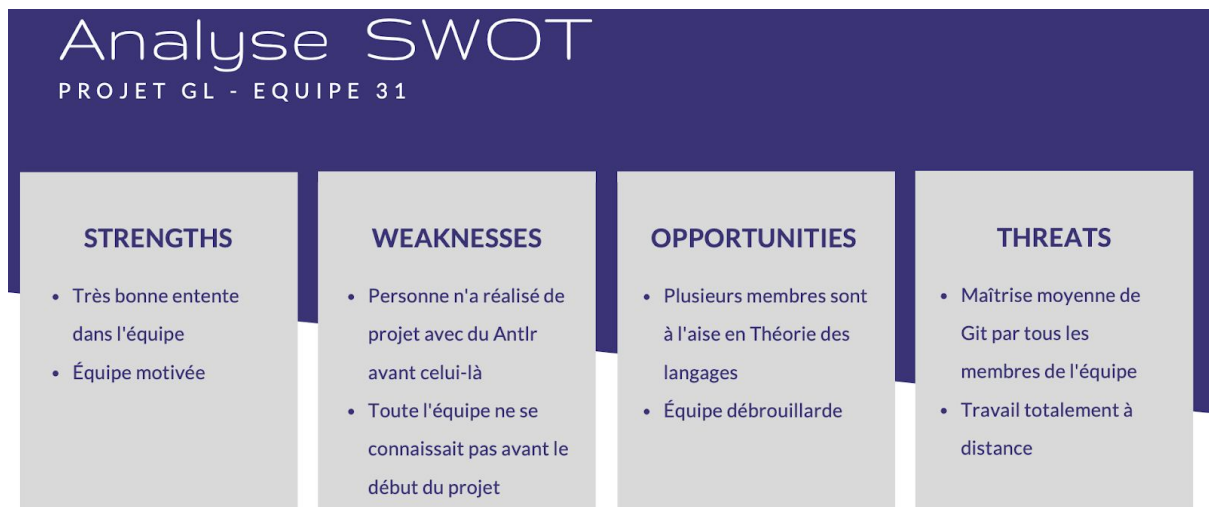 Analyse SWOT
PROJET GL - EQUIPE 31
STRENGTHS
• Très bonne entente
dans l'équipe
• Équipe motivée
WEAKNESSES
• Personne n'a réalisé de
projet avec du Antlr
avant celui-là
• Toute l'équipe ne se
connaissait pas avant le
début du projet
OPPORTUNITIES
• Plusieurs membres sont
à l'aise en Théorie des
langages
• Équipe débrouillarde
THREATS
• Maîtrise moyenne de
Git par tous les
membres de l'équipe
• Travail totalement à
distance